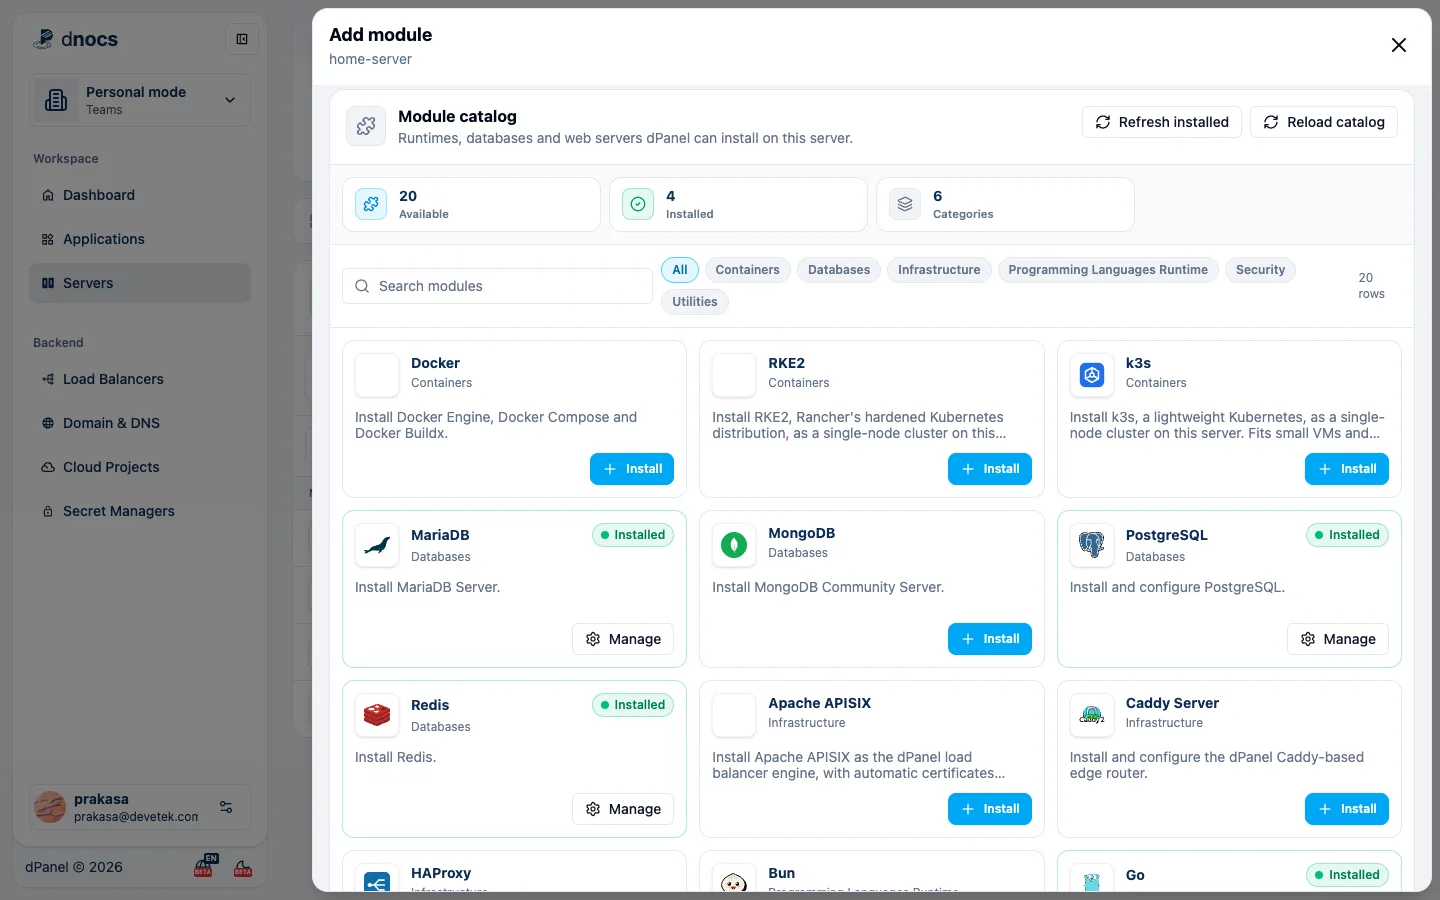 dnocs
Personal mode
Teams
Workspace
Dashboard
Applications
Servers
Backend
Load Balancers
Domain & DNS
Cloud Projects
Secret Managers
prakasa
prakasa@devetek.con
dPanel © 2026
EN
BETA
BETA
Add module
home-server
Module catalog
Runtimes, databases and web servers dPanel can install on this server.
Refresh installed
Reload catalog
20
Available
4
Installed
6
Categories
Search modules
All
Containers
Databases
Infrastructure
Programming Languages Runtime
Security
Utilities
20
rows
Docker
Containers
Install Docker Engine, Docker Compose and
Docker Buildx.
Install
RKE2
Containers
Install RKE2, Rancher's hardened Kubernetes
distribution, as a single-node cluster on this...
Install
k3s
Containers
Install k3s, a lightweight Kubernetes, as a single-
node cluster on this server. Fits small VMs and...
Install
MariaDB
Installed
Databases
Install MariaDB Server.
Manage
MongoDB
Databases
Install MongoDB Community Server.
Install
PostgreSQL
Installed
Databases
Install and configure PostgreSQL.
Manage
Redis
Installed
Databases
Install Redis.
Manage
Apache APISIX
Infrastructure
Install Apache APISIX as the dPanel load
balancer engine, with automatic certificates...
Install
Caddy2
Caddy Server
Infrastructure
Install and configure the dPanel Caddy-based
edge router.
Install
HAProxy
Infrastructure
Bun
Programming Languages Runtime
Go
Installed